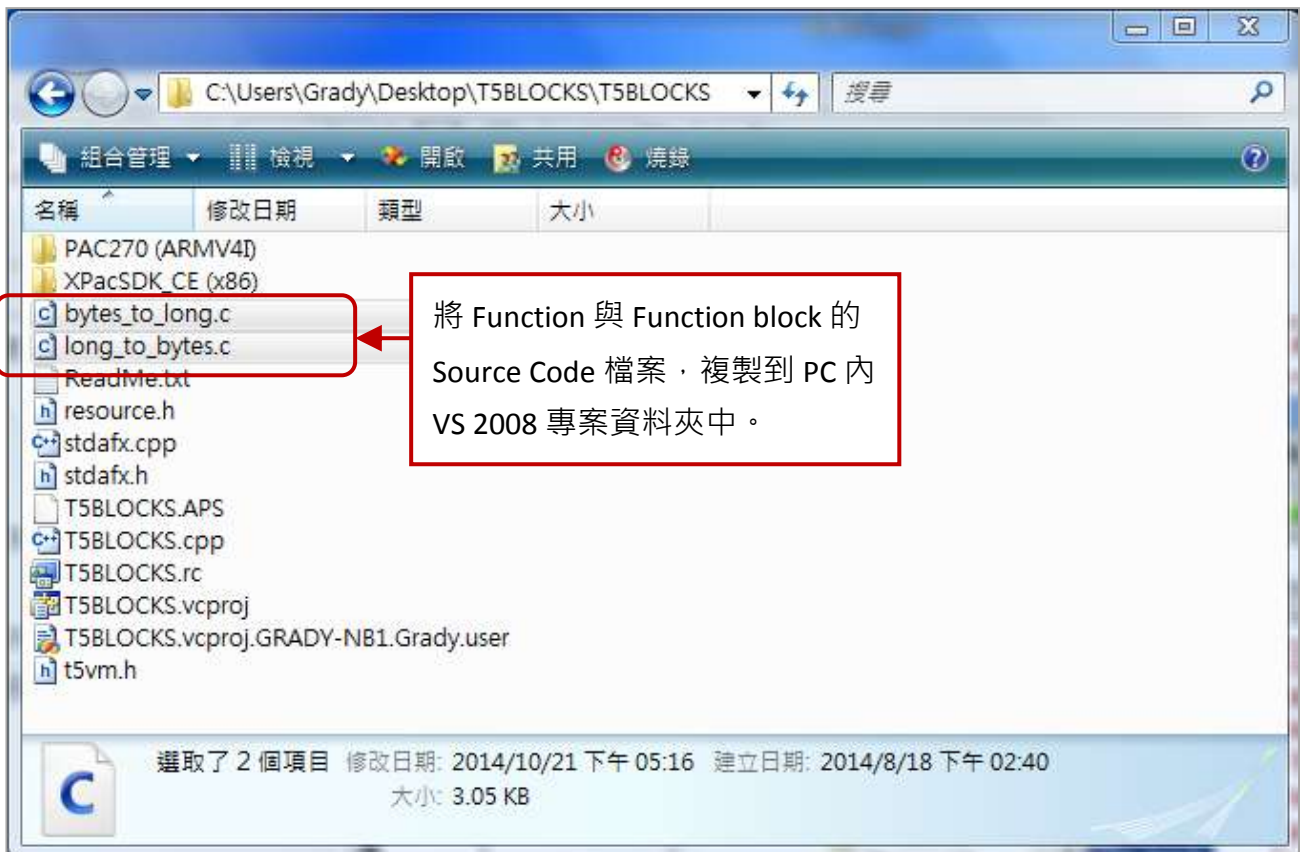 C:\Users\Grady\Desktop\T5BLOCKS\T5BLOCKS
搜尋
組合管理 檢視 開啟 共用 燒錄
名稱 修改日期 類型 大小
PAC270 (ARMV4I)
XPacSDK_CE (x86)
bytes_to_long.c
long_to_bytes.c
ReadMe.txt
resource.h
stdafx.cpp
stdafx.h
T5BLOCKS.APS
T5BLOCKS.cpp
T5BLOCKS.rc
T5BLOCKS.vcproj
T5BLOCKS.vcproj.GRADY-NB1.Grady.user
t5vm.h
將 Function 與 Function block 的
Source Code 檔案，複製到 PC 內
VS 2008 專案資料夾中。
選取了 2 個項目 修改日期: 2014/10/21 下午 05:16 建立日期: 2014/8/18 下午 02:40
大小: 3.05 KB